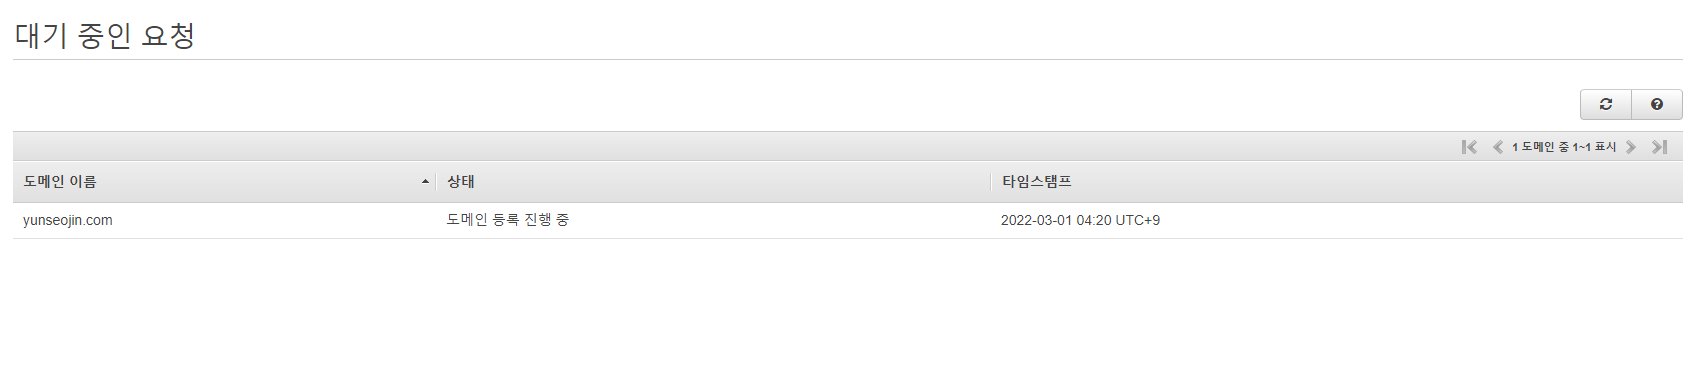 대기 중인 요청
1 도메인 중 1~1 표시
도메인 이름 상태 타임스탬프
yunseojin.com 도메인 등록 진행 중 2022-03-01 04:20 UTC+9